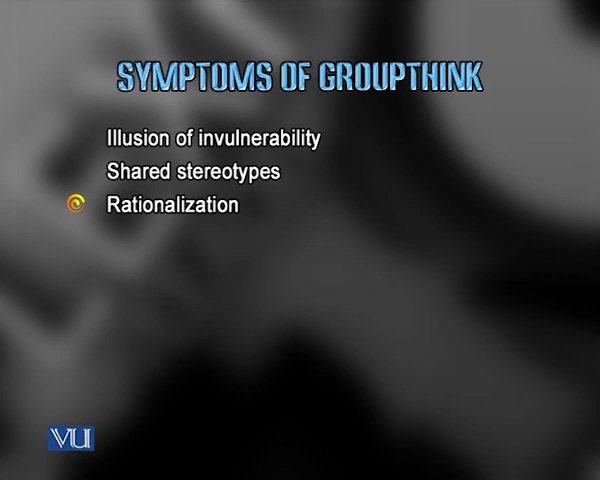 SYMPTOMS OF GROUPTHINK
Illusion of invulnerability
Shared stereotypes
Rationalization
VU